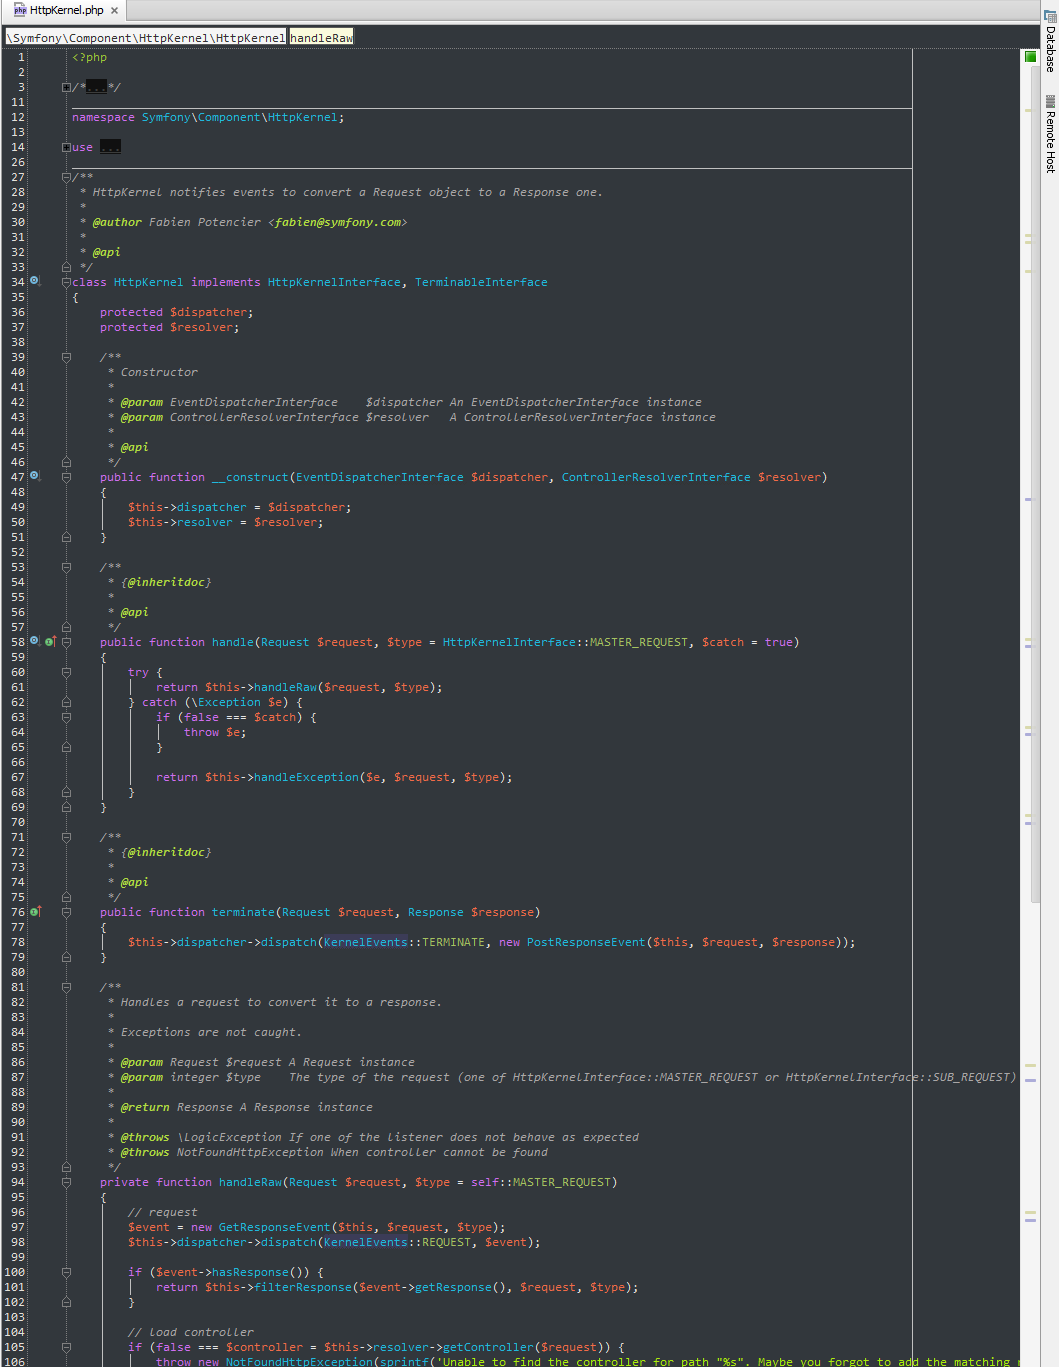 HttpKernel.php
\Symfony\Component\HttpKernel\HttpKernel handleRaw
Database
Remote Host
1 <?php
2
3 /*...*/
11
12 namespace Symfony\Component\HttpKernel;
13
14 use ...
26
27 /**
28  * HttpKernel notifies events to convert a Request object to a Response one.
29  *
30  * @author Fabien Potencier <fabien@symfony.com>
31  *
32  * @api
33  */
34 class HttpKernel implements HttpKernelInterface, TerminableInterface
35 {
36     protected $dispatcher;
37     protected $resolver;
38
39     /**
40      * Constructor
41      *
42      * @param EventDispatcherInterface    $dispatcher An EventDispatcherInterface instance
43      * @param ControllerResolverInterface $resolver   A ControllerResolverInterface instance
44      *
45      * @api
46      */
47     public function __construct(EventDispatcherInterface $dispatcher, ControllerResolverInterface $resolver)
48     {
49         $this->dispatcher = $dispatcher;
50         $this->resolver = $resolver;
51     }
52
53     /**
54      * {@inheritdoc}
55      *
56      * @api
57      */
58     public function handle(Request $request, $type = HttpKernelInterface::MASTER_REQUEST, $catch = true)
59     {
60         try {
61             return $this->handleRaw($request, $type);
62         } catch (\Exception $e) {
63             if (false === $catch) {
64                 throw $e;
65             }
66
67             return $this->handleException($e, $request, $type);
68         }
69     }
70
71     /**
72      * {@inheritdoc}
73      *
74      * @api
75      */
76     public function terminate(Request $request, Response $response)
77     {
78         $this->dispatcher->dispatch(KernelEvents::TERMINATE, new PostResponseEvent($this, $request, $response));
79     }
80
81     /**
82      * Handles a request to convert it to a response.
83      *
84      * Exceptions are not caught.
85      *
86      * @param Request $request A Request instance
87      * @param integer $type    The type of the request (one of HttpKernelInterface::MASTER_REQUEST or HttpKernelInterface::SUB_REQUEST)
88      *
89      * @return Response A Response instance
90      *
91      * @throws \LogicException If one of the listener does not behave as expected
92      * @throws NotFoundHttpException When controller cannot be found
93      */
94     private function handleRaw(Request $request, $type = self::MASTER_REQUEST)
95     {
96         // request
97         $event = new GetResponseEvent($this, $request, $type);
98         $this->dispatcher->dispatch(KernelEvents::REQUEST, $event);
99
100         if ($event->hasResponse()) {
101             return $this->filterResponse($event->getResponse(), $request, $type);
102         }
103
104         // load controller
105         if (false === $controller = $this->resolver->getController($request)) {
106             throw new NotFoundHttpException(sprintf('Unable to find the controller for path "%s". Maybe you forgot to add the matching